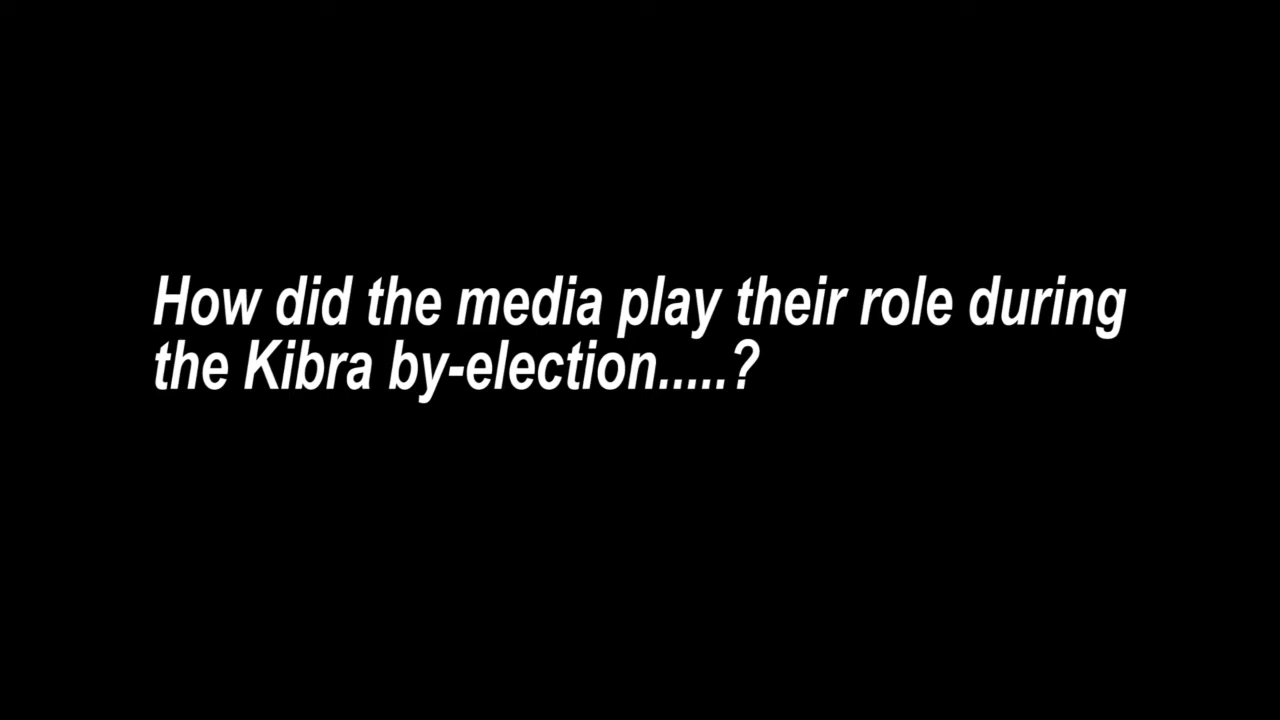 How did the media play their role during
the Kibra by-election.....?